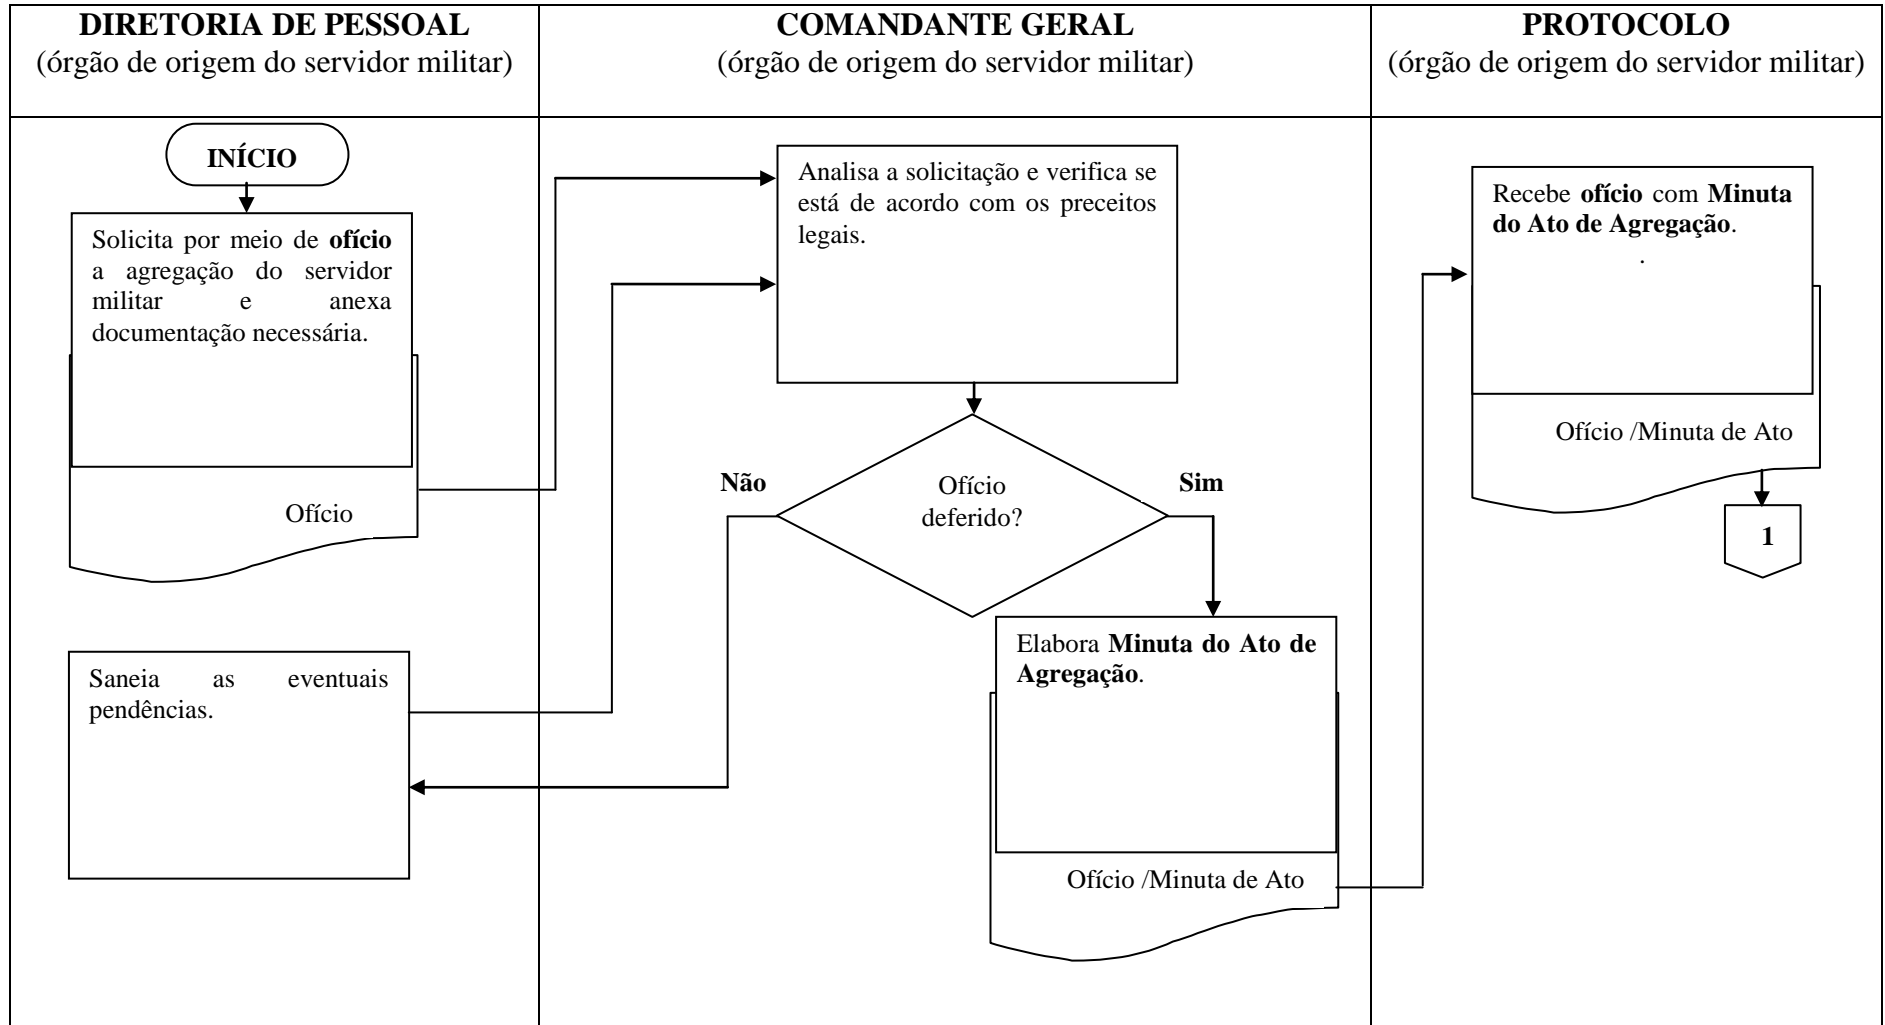 DIRETORIA DE PESSOAL
(órgão de origem do servidor militar)
COMANDANTE GERAL
(órgão de origem do servidor militar)
PROTOCOLO
(órgão de origem do servidor militar)
INÍCIO
Solicita por meio de ofício
a agregação do servidor
militar e anexa
documentação necessária.
Ofício
Saneia as eventuais
pendências.
Analisa a solicitação e verifica se
está de acordo com os preceitos
legais.
Não
Ofício
deferido?
Sim
Elabora Minuta do Ato de
Agregação.
Ofício /Minuta de Ato
Recebe ofício com Minuta
do Ato de Agregação.
.
Ofício /Minuta de Ato
1